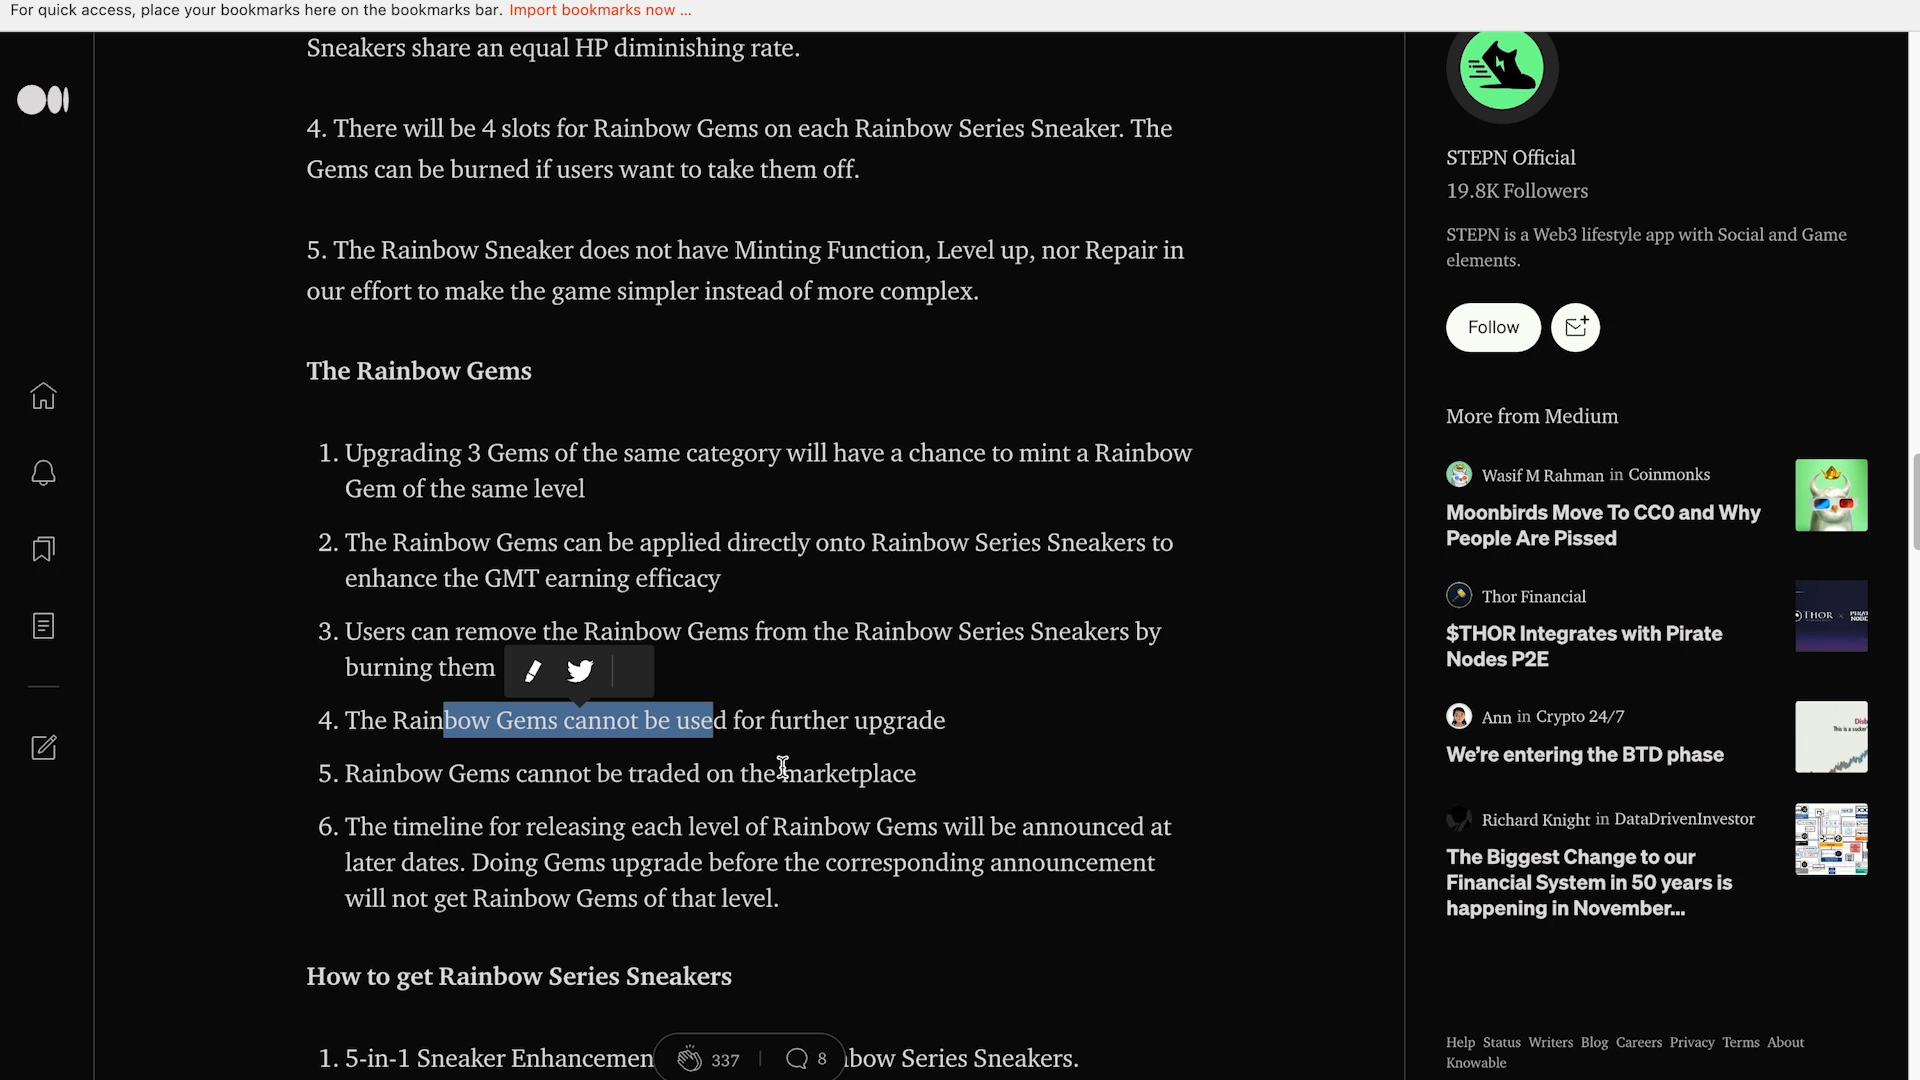 For quick access, place your bookmarks here on the bookmarks bar. Import bookmarks now ...
Sneakers share an equal HP diminishing rate.
4. There will be 4 slots for Rainbow Gems on each Rainbow Series Sneaker. The
Gems can be burned if users want to take them off.
5. The Rainbow Sneaker does not have Minting Function, Level up, nor Repair in
our effort to make the game simpler instead of more complex.
The Rainbow Gems
1. Upgrading 3 Gems of the same category will have a chance to mint a Rainbow
Gem of the same level
2. The Rainbow Gems can be applied directly onto Rainbow Series Sneakers to
enhance the GMT earning efficacy
3. Users can remove the Rainbow Gems from the Rainbow Series Sneakers by
burning them
4. The Rainbow Gems cannot be used for further upgrade
5. Rainbow Gems cannot be traded on the marketplace
6. The timeline for releasing each level of Rainbow Gems will be announced at
later dates. Doing Gems upgrade before the corresponding announcement
will not get Rainbow Gems of that level.
How to get Rainbow Series Sneakers
1. 5-in-1 Sneaker Enhancemen
337
8
bow Series Sneakers.
STEPN Official
19.8K Followers
STEPN is a Web3 lifestyle app with Social and Game
elements.
Follow
More from Medium
Wasif M Rahman in Coinmonks
Moonbirds Move To CC0 and Why
People Are Pissed
Thor Financial
$THOR Integrates with Pirate
Nodes P2E
THOR
Ann in Crypto 24/7
We're entering the BTD phase
Richard Knight in DataDrivenInvestor
The Biggest Change to our
Financial System in 50 years is
happening in November...
Help Status Writers Blog Careers Privacy Terms About
Knowable